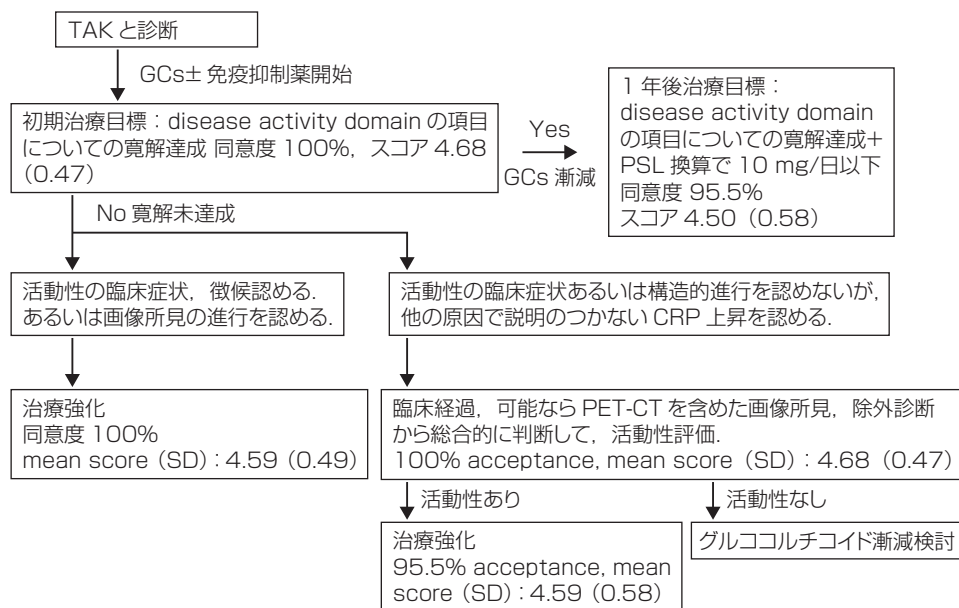 TAK と診断
GCs± 免疫抑制薬開始
初期治療目標：disease activity domain の項目
についての寛解達成 同意度 100%，スコア 4.68
（0.47）
Yes
GCs 漸減
1 年後治療目標：
disease activity domain
の項目についての寛解達成＋
PSL 換算で 10 mg/日以下
同意度 95.5%
スコア 4.50（0.58）
No 寛解未達成
活動性の臨床症状，徴候認める．
あるいは画像所見の進行を認める．
活動性の臨床症状あるいは構造的進行を認めないが，
他の原因で説明のつかない CRP 上昇を認める．
治療強化
同意度 100%
mean score（SD）：4.59（0.49）
臨床経過，可能なら PET-CT を含めた画像所見，除外診断
から総合的に判断して，活動性評価．
100% acceptance, mean score（SD）：4.68（0.47）
活動性あり
活動性なし
治療強化
95.5% acceptance, mean
score（SD）：4.59（0.58）
グルココルチコイド漸減検討